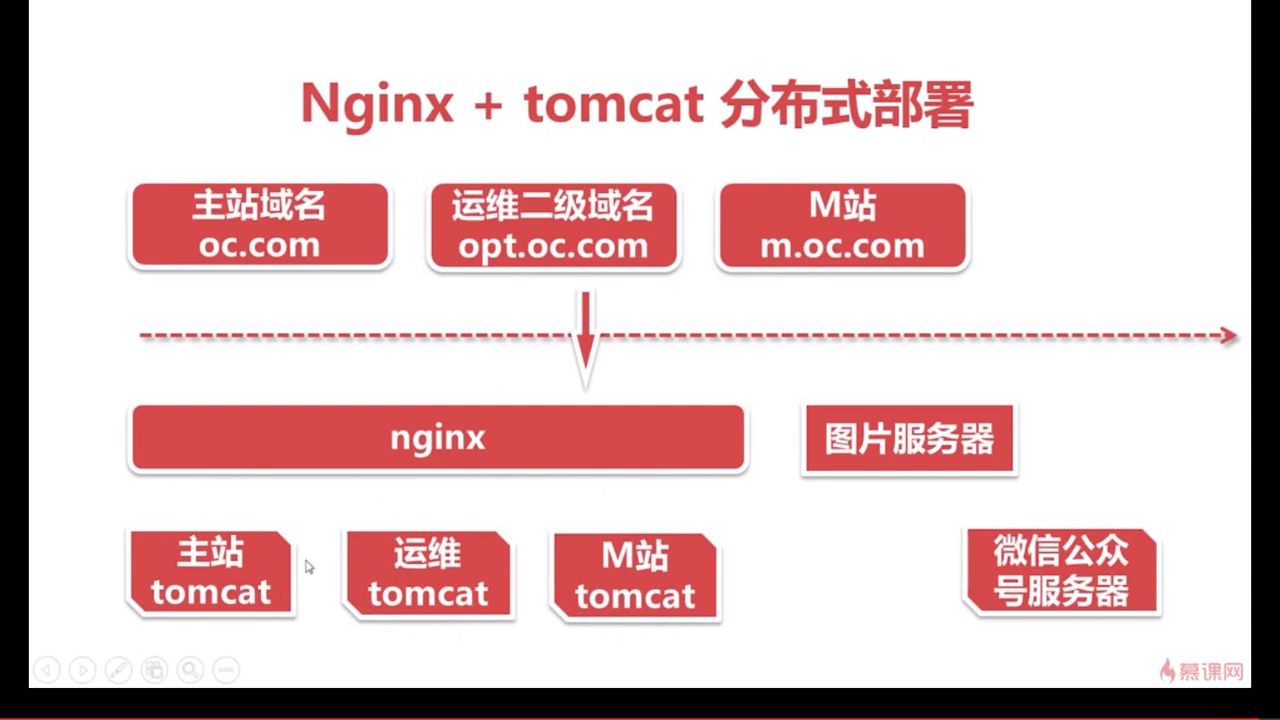 Nginx + tomcat 分布式部署
主站域名
oc.com
运维二级域名
opt.oc.com
M站
m.oc.com
nginx
图片服务器
主站
tomcat
运维
tomcat
M站
tomcat
微信公众
号服务器
慕课网